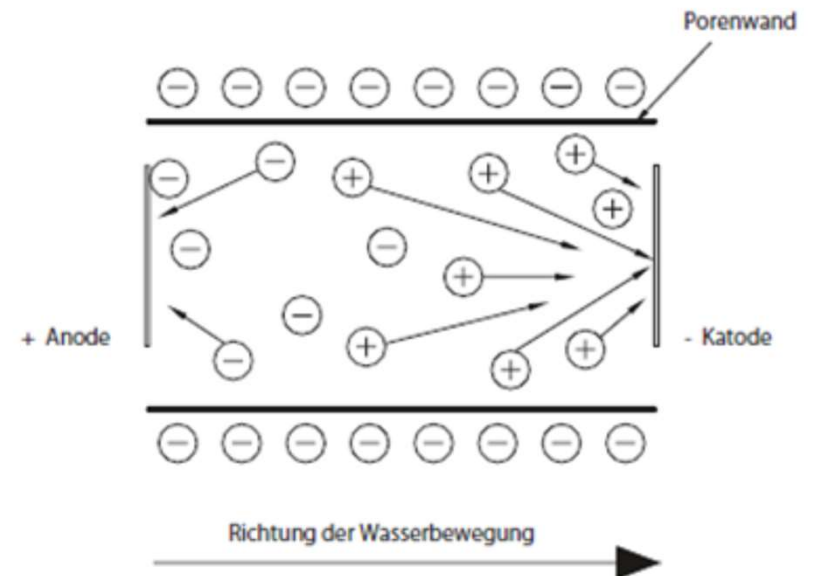 Porenwand
+ Anode
- Katode
Richtung der Wasserbewegung